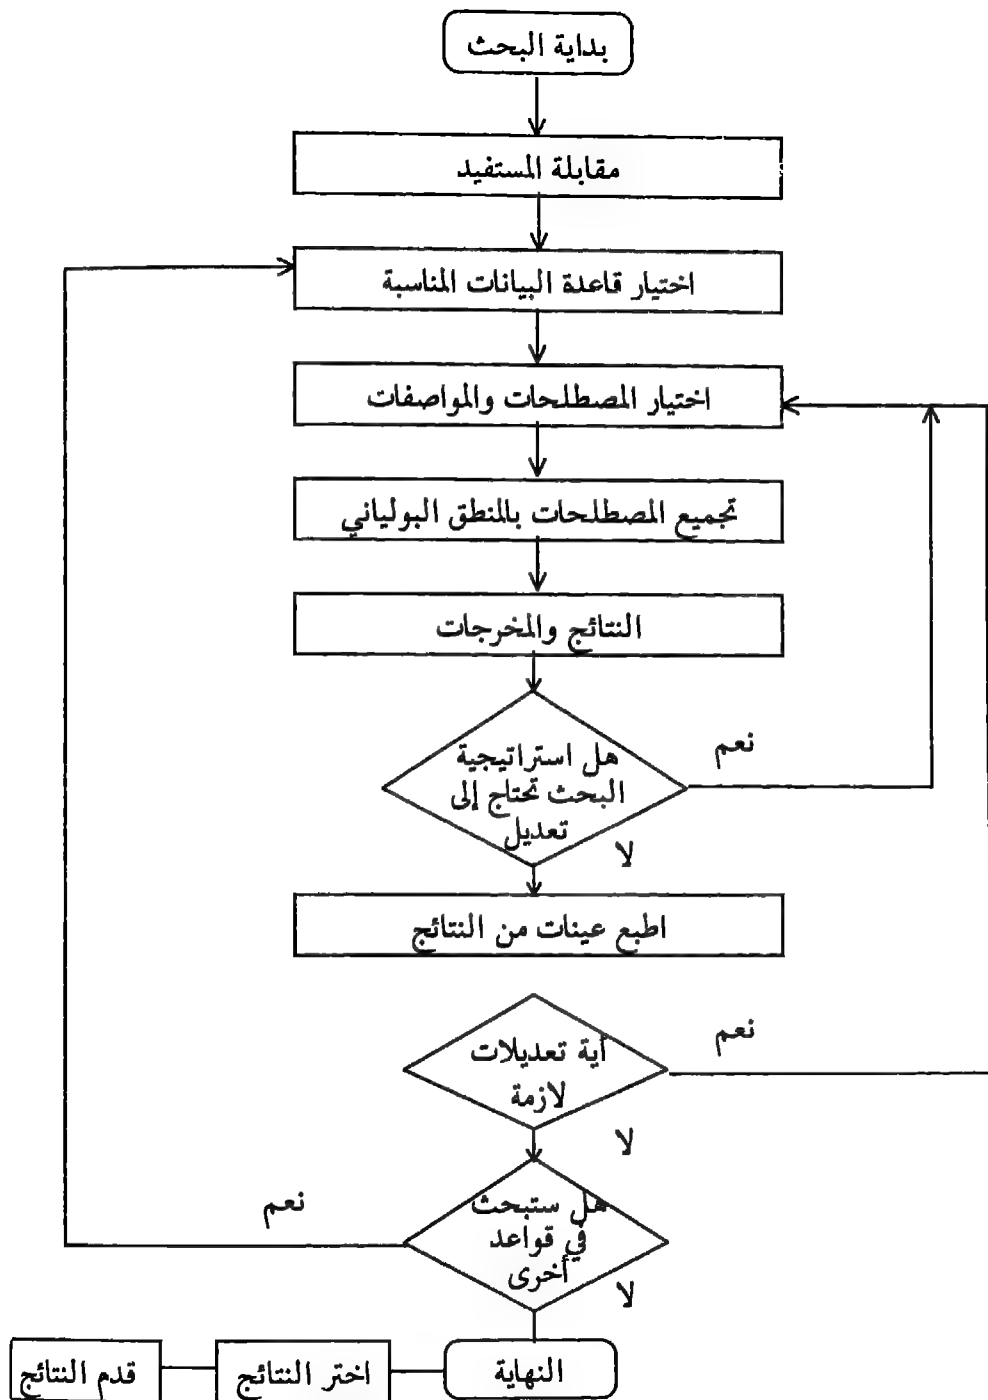 بداية البحث
مقابلة المستفيد
اختيار قاعدة البيانات المناسبة
اختيار المصطلحات والمواصفات
تجميع المصطلحات بالمنطق البولياني
النتائج والمخرجات
هل استراتيجية
البحث تحتاج إلى
تعديل
نعم
لا
اطبع عينات من النتائج
أية تعديلات
لازمة
نعم
لا
هل ستبحث
في قواعد
أخرى
نعم
لا
النهاية
اختر النتائج
قدم النتائج